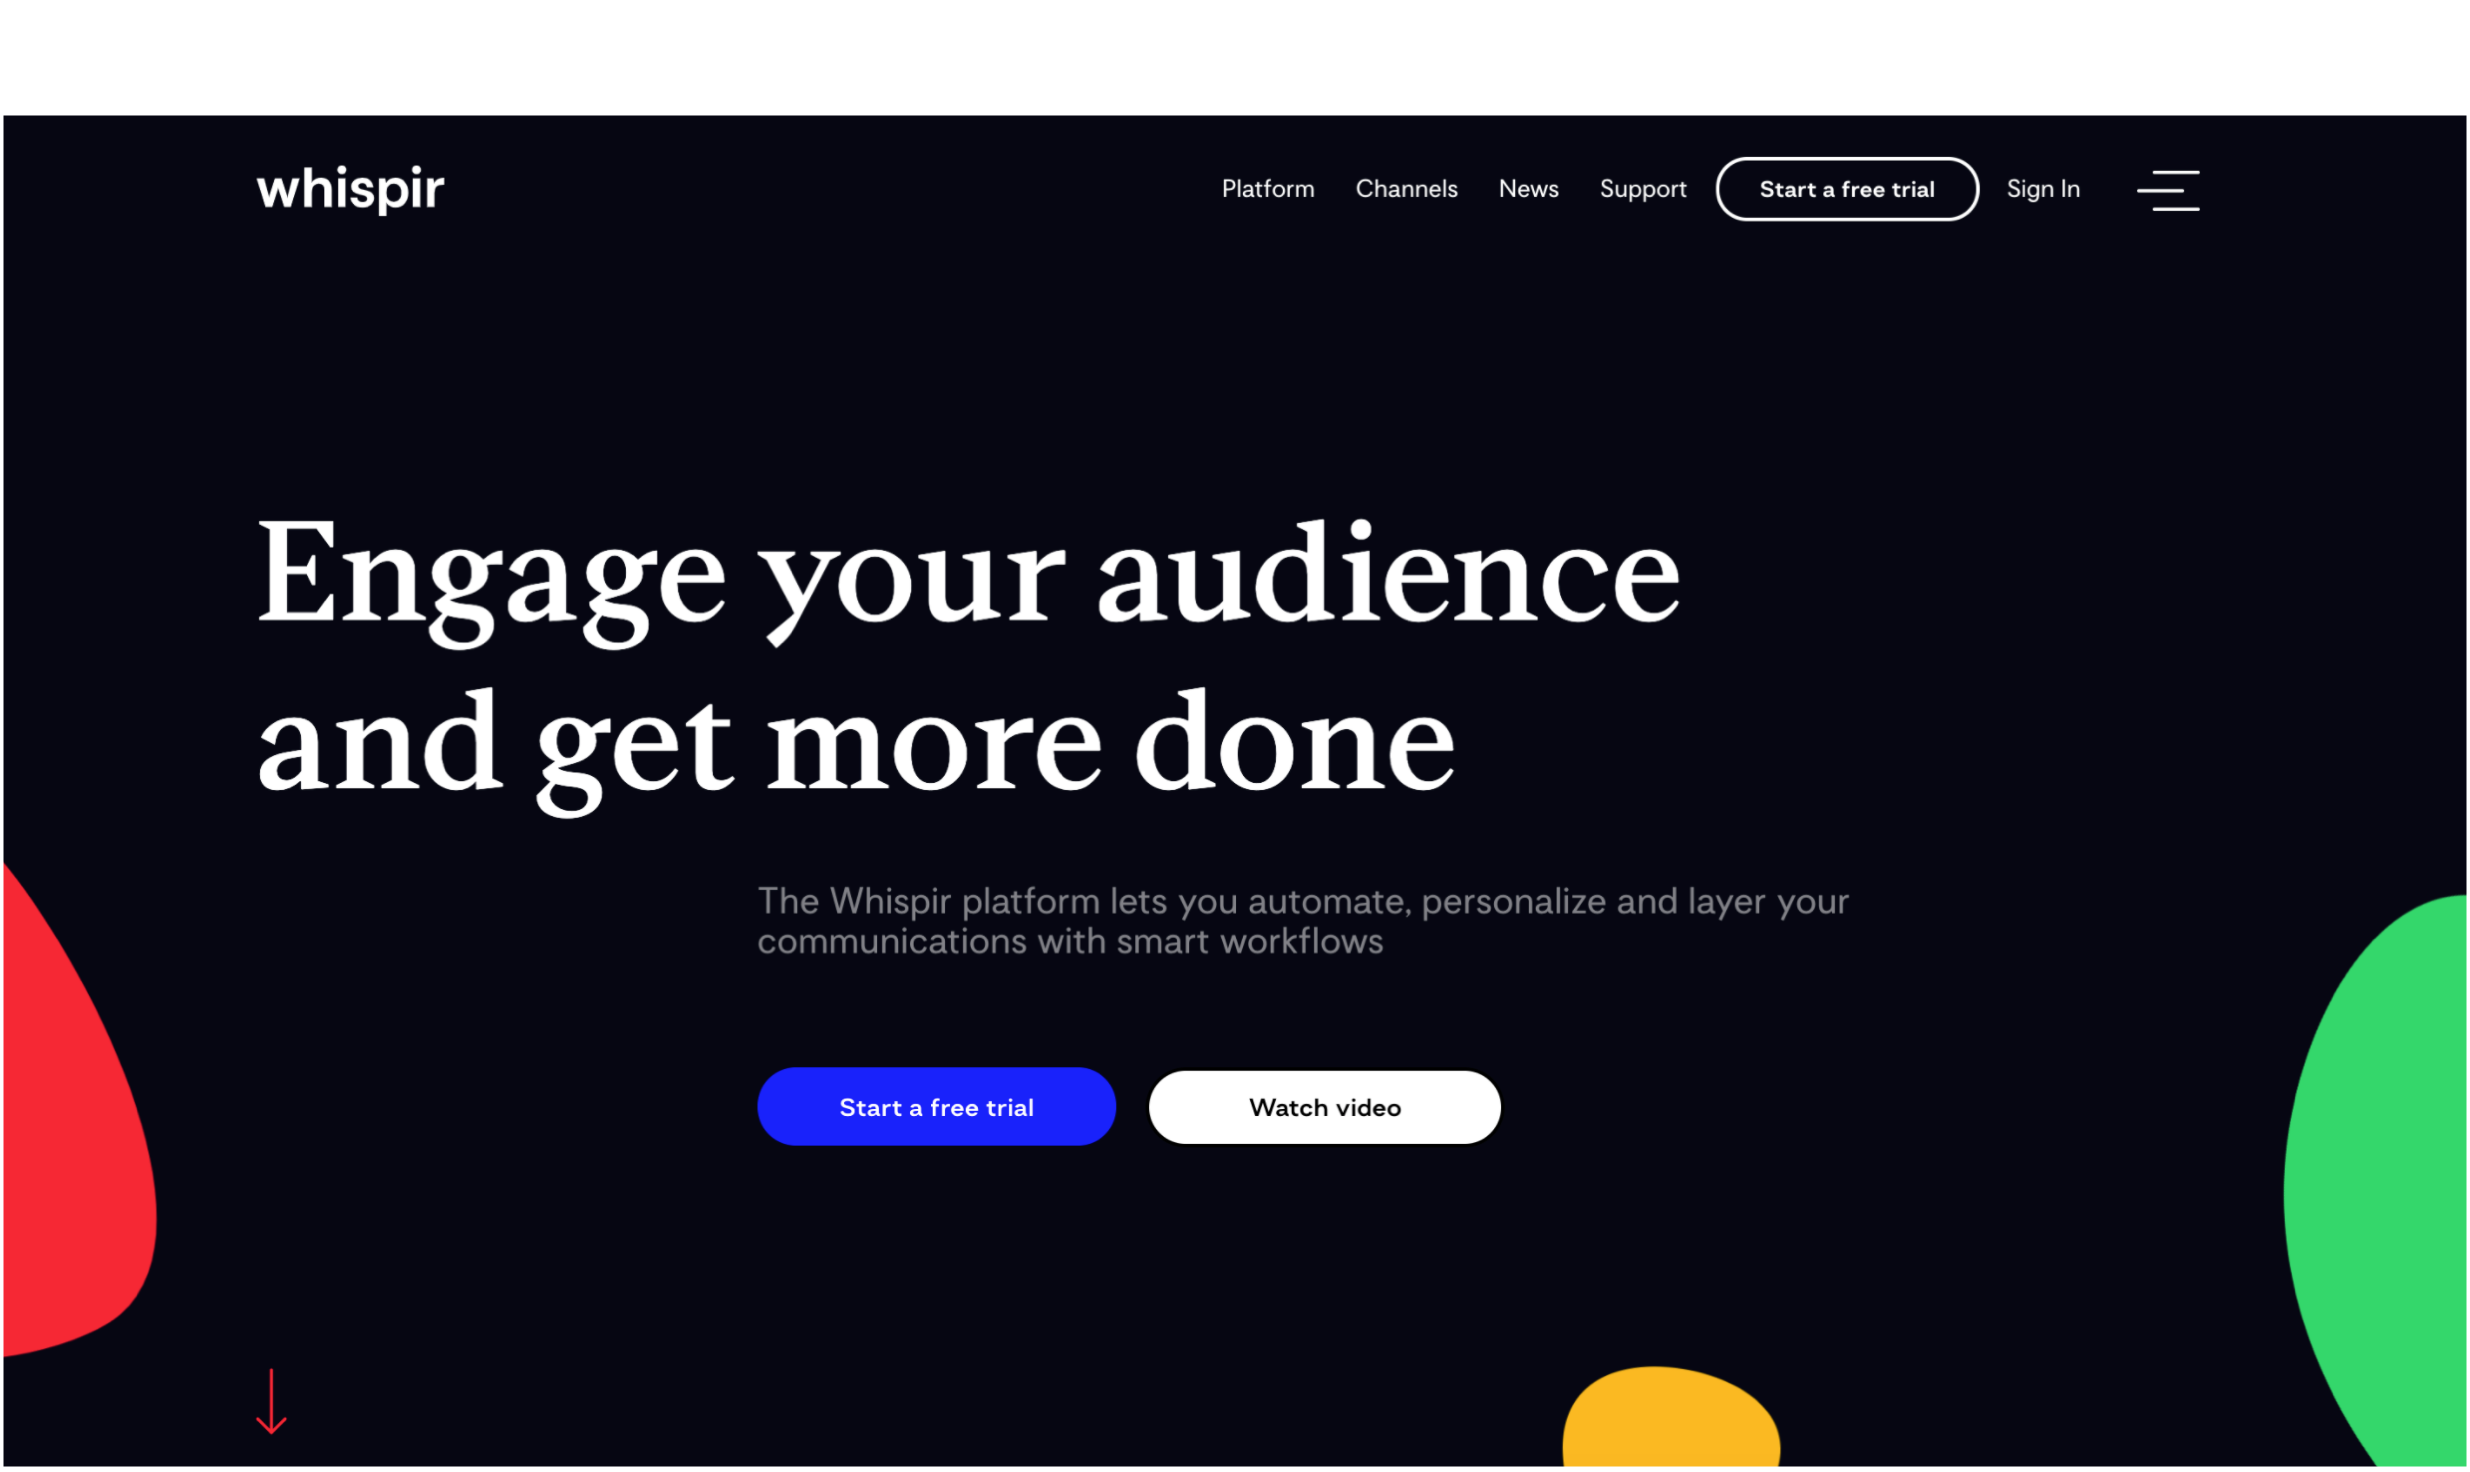 whispir
Platform Channels News Support Start a free trial Sign In
Engage your audience
and get more done
The Whispir platform lets you automate, personalize and layer your
communications with smart workflows
Start a free trial Watch video